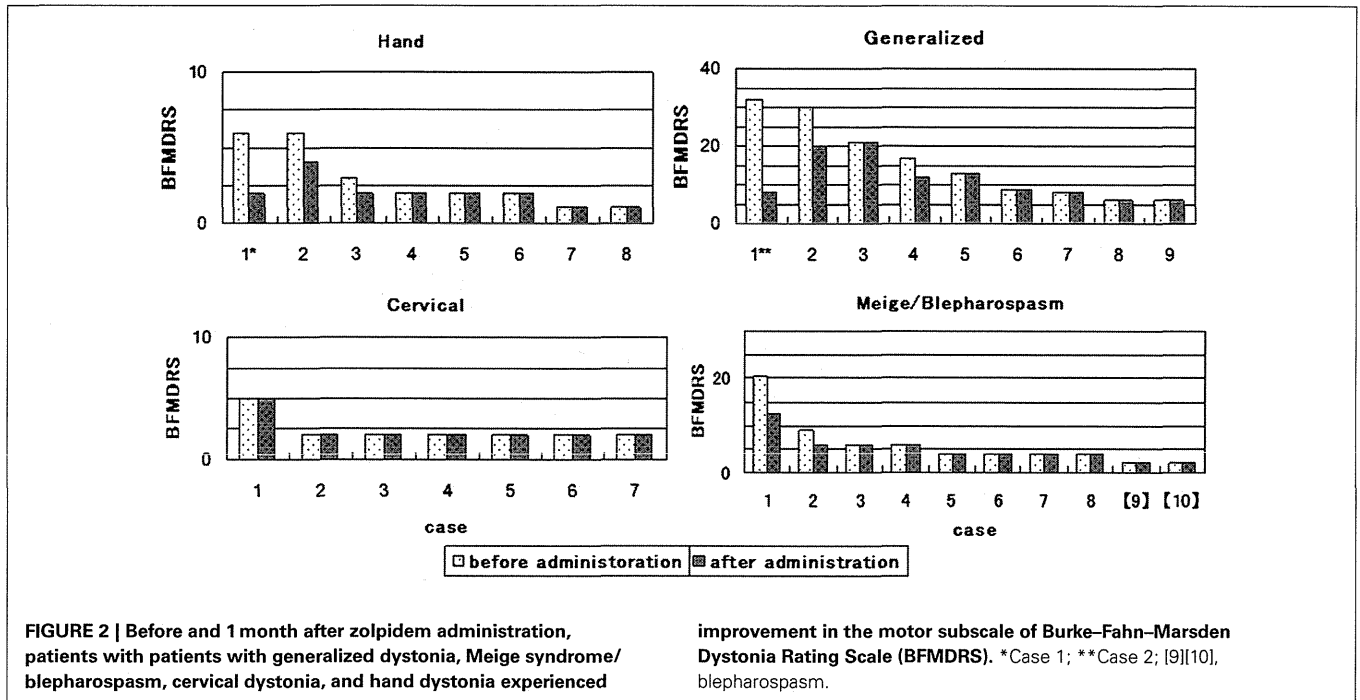 Hand
10
BFMDRS
0
1* 2 3 4 5 6 7 8
Generalized
40
BFMDRS
20
0
1** 2 3 4 5 6 7 8 9
Cervical
10
BFMDRS
0
1 2 3 4 5 6 7
case
Meige/Blepharospasm
20
BFMDRS
0
1 2 3 4 5 6 7 8 【9】 【10】
case
before administoration after administration
FIGURE 2 | Before and 1 month after zolpidem administration,
patients with patients with generalized dystonia, Meige syndrome/
blepharospasm, cervical dystonia, and hand dystonia experienced
improvement in the motor subscale of Burke–Fahn–Marsden
Dystonia Rating Scale (BFMDRS). *Case 1; **Case 2; [9][10],
blepharospasm.